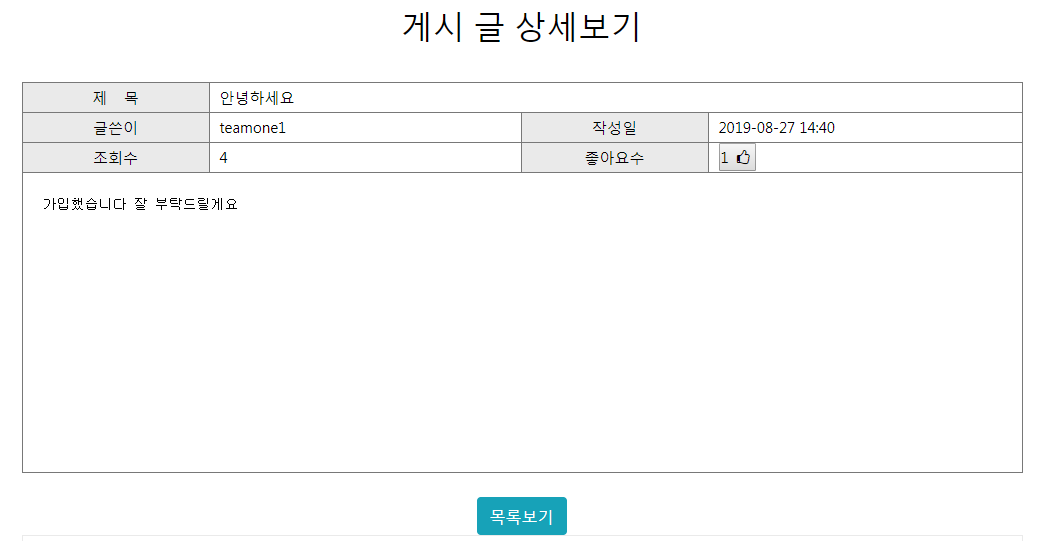 게시 글 상세보기
제 목 안녕하세요
글쓴이 teamone1 작성일 2019-08-27 14:40
조회수 4 좋아요수 1
가입했습니다 잘 부탁드릴게요
목록보기